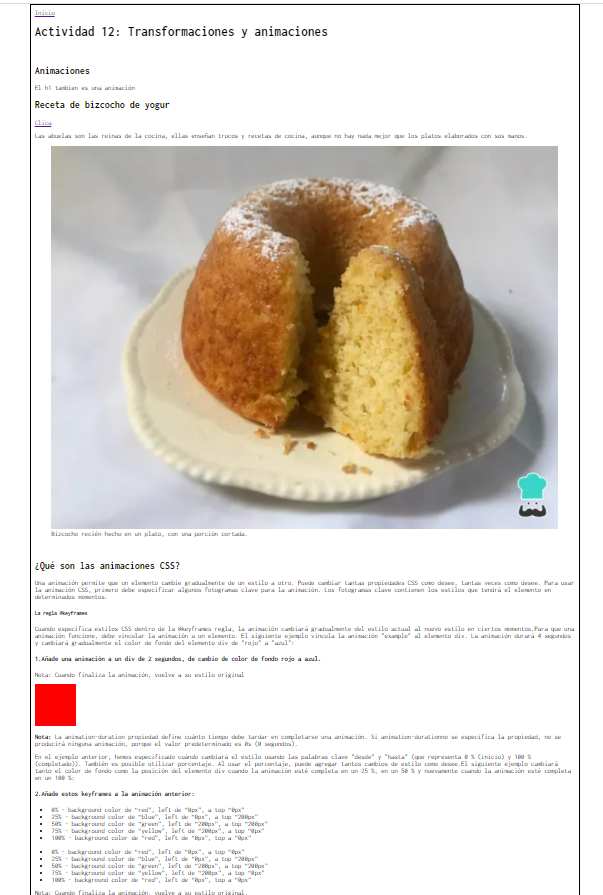 Inicio
Actividad 12: Transformaciones y animaciones
Animaciones
El h1 tambien es una animación
Receta de bizcocho de yogur
Clica
Las abuelas son las reinas de la cocina, ellas enseñan trucos y recetas de cocina, aunque no hay nada mejor que los platos elaborados con sus manos.
Bizcocho recién hecho en un plato, con una porción cortada.
¿Qué son las animaciones CSS?
Una animación permite que un elemento cambie gradualmente de un estilo a otro. Puede cambiar tantas propiedades CSS como desee, tantas veces como desee. Para usar
la animación CSS, primero debe especificar algunos fotogramas clave para la animación. Los fotogramas clave contienen los estilos que tendrá el elemento en
determinados momentos.
La regla @keyframes
Cuando especifica estilos CSS dentro de la @keyframes regla, la animación cambiará gradualmente del estilo actual al nuevo estilo en ciertos momentos.Para que una
animación funcione, debe vincular la animación a un elemento. El siguiente ejemplo vincula la animación "example" al elemento div. La animación durará 4 segundos
y cambiará gradualmente el color de fondo del elemento div de "rojo" a "azul":
1.Añade una animación a un div de 2 segundos, de cambio de color de fondo rojo a azul.
Nota: Cuando finaliza la animación, vuelve a su estilo original
Nota: La animation-duration propiedad define cuánto tiempo debe tardar en completarse una animación. Si animation-durationno se especifica la propiedad, no se
producirá ninguna animación, porque el valor predeterminado es 0s (0 segundos).
En el ejemplo anterior, hemos especificado cuándo cambiará el estilo usando las palabras clave "desde" y "hasta" (que representa 0 % (inicio) y 100 %
(completado)). También es posible utilizar porcentaje. Al usar el porcentaje, puede agregar tantos cambios de estilo como desee.El siguiente ejemplo cambiará
tanto el color de fondo como la posición del elemento div cuando la animación esté completa en un 25 %, en un 50 % y nuevamente cuando la animación esté completa
en un 100 %:
2.Añade estos keyframes a la animación anterior:
0% - background color de "red", left de "0px", a top "0px"
25% - background color de "blue", left de "0px", a top "200px"
50% - background color de "green", left de "200px", a top "200px"
75% - background color de "yellow", left de "200px", a top "0px"
100% - background color de "red", left de "0px", top a "0px"
0% - background color de "red", left de "0px", a top "0px"
25% - background color de "blue", left de "0px", a top "200px"
50% - background color de "green", left de "200px", a top "200px"
75% - background color de "yellow", left de "200px", a top "0px"
100% - background color de "red", left de "0px", top a "0px"
Nota: Cuando finaliza la animación, vuelve a su estilo original.